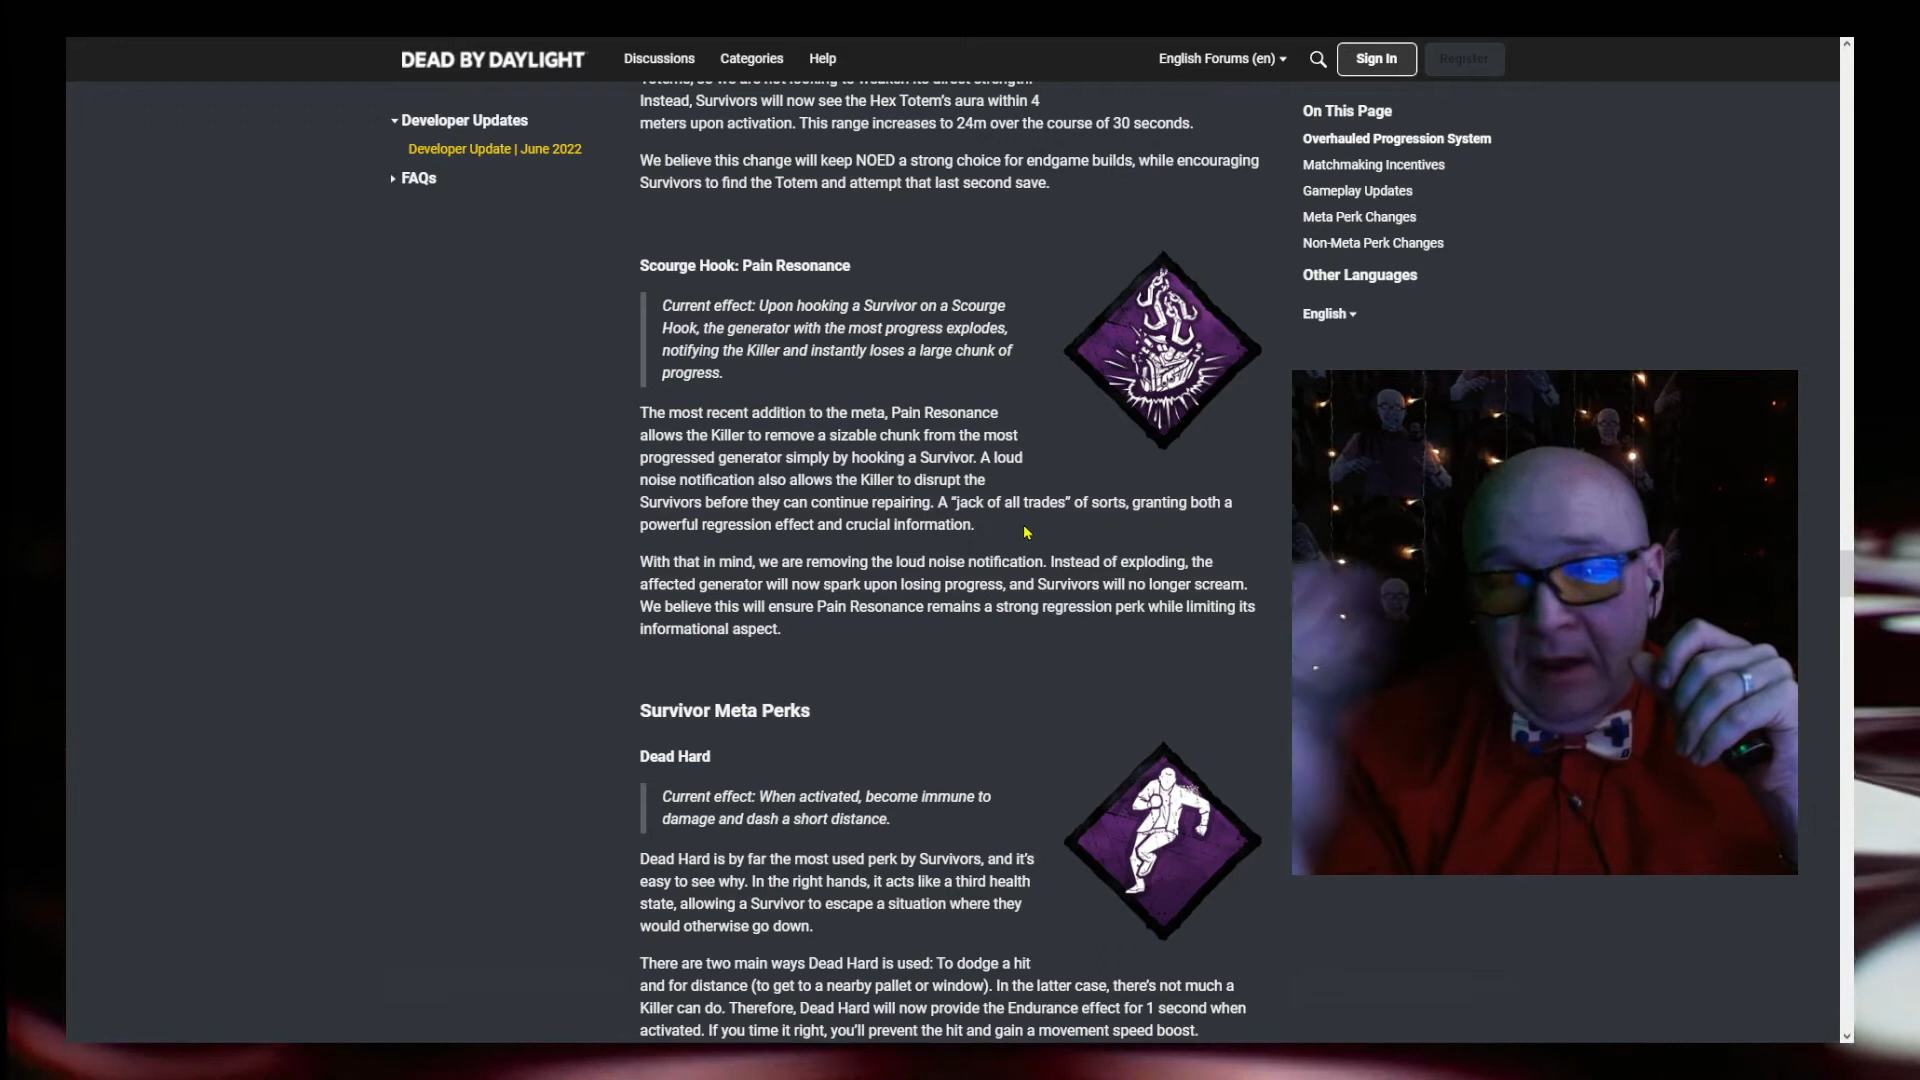 DEAD BY DAYLIGHT
Discussions
Categories
Help
English Forums (en)
Sign In
Register
Developer Updates
Developer Update | June 2022
FAQs
Totems, so we are not looking to weaken its direct strength.
Instead, Survivors will now see the Hex Totem's aura within 4
meters upon activation. This range increases to 24m over the course of 30 seconds.
We believe this change will keep NOED a strong choice for endgame builds, while encouraging
Survivors to find the Totem and attempt that last second save.
Scourge Hook: Pain Resonance
Current effect: Upon hooking a Survivor on a Scourge
Hook, the generator with the most progress explodes,
notifying the Killer and instantly loses a large chunk of
progress.
The most recent addition to the meta, Pain Resonance
allows the Killer to remove a sizable chunk from the most
progressed generator simply by hooking a Survivor. A loud
noise notification also allows the Killer to disrupt the
Survivors before they can continue repairing. A “jack of all trades” of sorts, granting both a
powerful regression effect and crucial information.
With that in mind, we are removing the loud noise notification. Instead of exploding, the
affected generator will now spark upon losing progress, and Survivors will no longer scream.
We believe this will ensure Pain Resonance remains a strong regression perk while limiting its
informational aspect.
Survivor Meta Perks
Dead Hard
Current effect: When activated, become immune to
damage and dash a short distance.
Dead Hard is by far the most used perk by Survivors, and it's
easy to see why. In the right hands, it acts like a third health
state, allowing a Survivor to escape a situation where they
would otherwise go down.
There are two main ways Dead Hard is used: To dodge a hit
and for distance (to get to a nearby pallet or window). In the latter case, there's not much a
Killer can do. Therefore, Dead Hard will now provide the Endurance effect for 1 second when
activated. If you time it right, you'll prevent the hit and gain a movement speed boost.
On This Page
Overhauled Progression System
Matchmaking Incentives
Gameplay Updates
Meta Perk Changes
Non-Meta Perk Changes
Other Languages
English